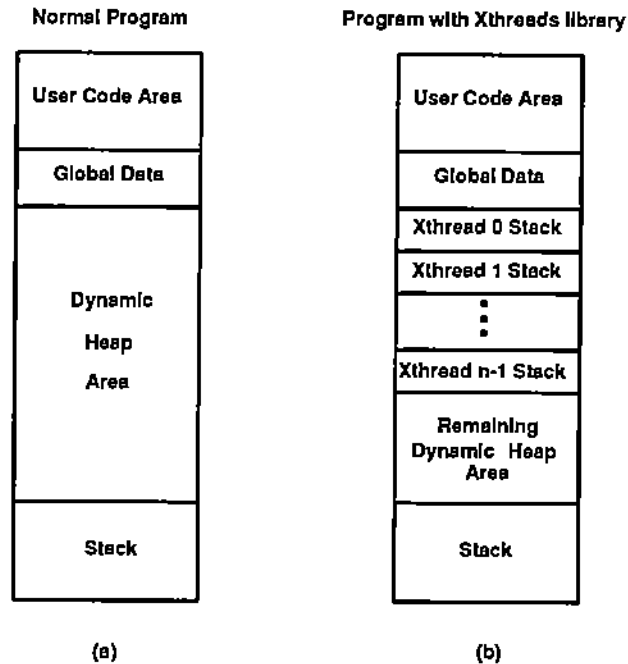 Normal Program
User Code Area
Global Data
Dynamic
Heap
Area
Stack
(a)
Program with Xthreads library
User Code Area
Global Data
Xthread 0 Stack
Xthread 1 Stack
Xthread n-1 Stack
Remaining
Dynamic Heap
Area
Stack
(b)